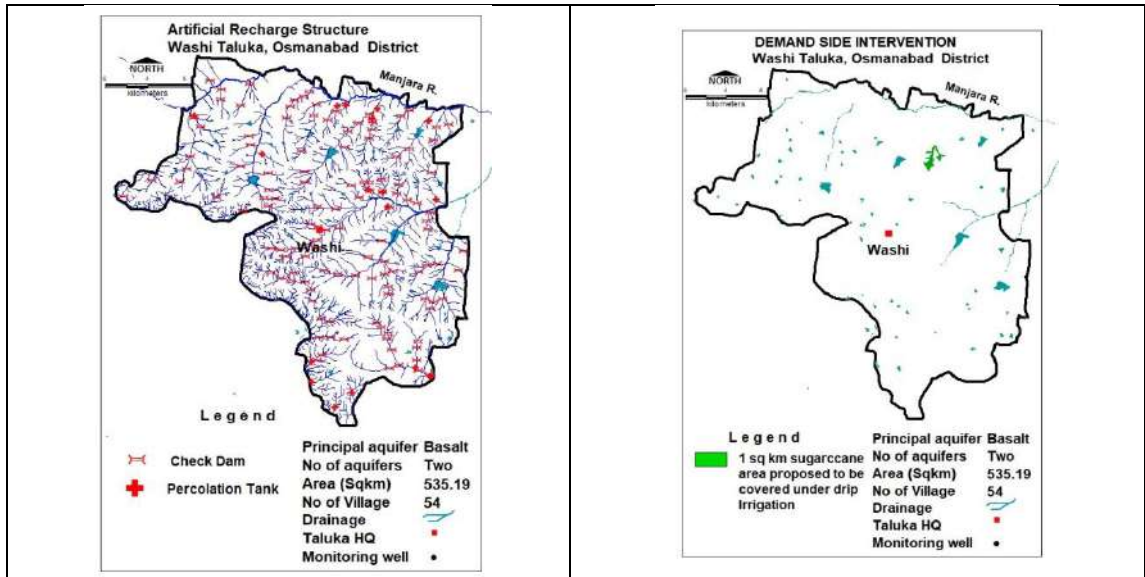 Artificial Recharge Structure
Washi Taluka, Osmanabad District
NORTH
kilometers
Manjara R.
Washi
Legend
Check Dam
Percolation Tank
Principal aquifer Basalt
No of aquifers Two
Area (Sqkm) 535.19
No of Village 54
Drainage
Taluka HQ
Monitoring well
DEMAND SIDE INTERVENTION
Washi Taluka, Osmanabad District
NORTH
kilometers
Manjara R.
Washi
Legend
1 sq km sugarccane
area proposed to be
covered under drip
Irrigation
Principal aquifer Basalt
No of aquifers Two
Area (Sqkm) 535.19
No of Village 54
Drainage
Taluka HQ
Monitoring well